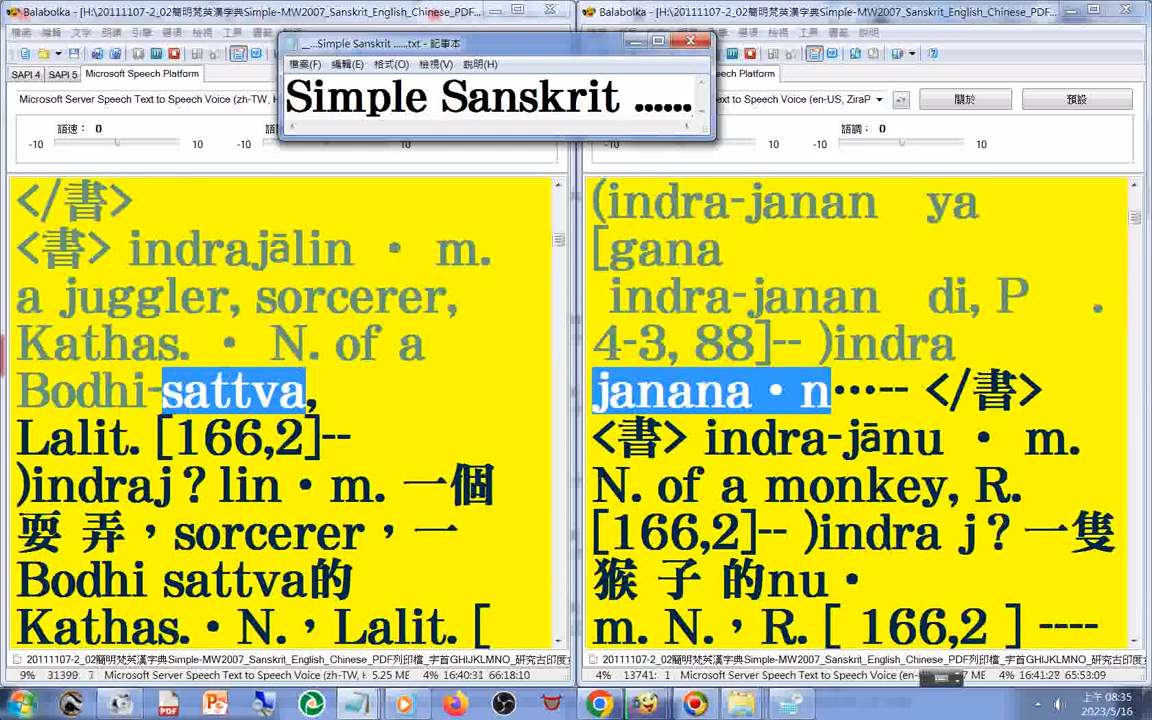 Balabolka - [H:\20111107-2_02簡明梵英漢字典Simple-MW2007_Sanskrit_English_Chinese_PDF...
Balabolka - [H:\20111107-2_02簡明梵英漢字典Simple-MW2007_Sanskrit_English_Chinese_PDF...
__...Simple Sanskrit ......txt - 記事本
檔案(F) 編輯(E) 格式(O) 檢視(V) 說明(H)
Simple Sanskrit ......
SAPI 4 SAPI 5 Microsoft Speech Platform
Microsoft Server Speech Text to Speech Voice (zh-TW, H
語速： 0
-10 10 -10 10
ext to Speech Voice (en-US, ZiraP
關於 預設
語調： 0
-10 10
</書>
<書> indrajālin ‧ m.
a juggler, sorcerer,
Kathas. ‧ N. of a
Bodhi-sattva,
Lalit. [166,2]--
)indraj？lin‧m. 一個
耍 弄，sorcerer，一
Bodhi sattva的
Kathas.‧N.，Lalit. [
(indra-janan ya
[gana
indra-janan di, P .
4-3, 88]-- )indra
janana‧n…-- </書>
<書> indra-jānu ‧ m.
N. of a monkey, R.
[166,2]-- )indra j？一隻
猴 子 的nu‧
m. N.，R. [ 166,2 ] ----
20111107-2_02簡明梵英漢字典Simple-MW2007_Sanskrit_English_Chinese_PDF列印檔_字首GHIJKLMNO_研究古印度
9% 31399: Microsoft Server Speech Text to Speech Voice (zh-TW, 5.25 ME 4% 16:40:31 66:18:10
20111107-2_02簡明梵英漢字典Simple-MW2007_Sanskrit_English_Chinese_PDF列印檔_字首GHIJKLMNO_研究古印度
4% 13741: 1 Microsoft Server Speech Text to Speech Voice ME 4% 16:41:28 65:53:09
上午 08:35
2023/5/16